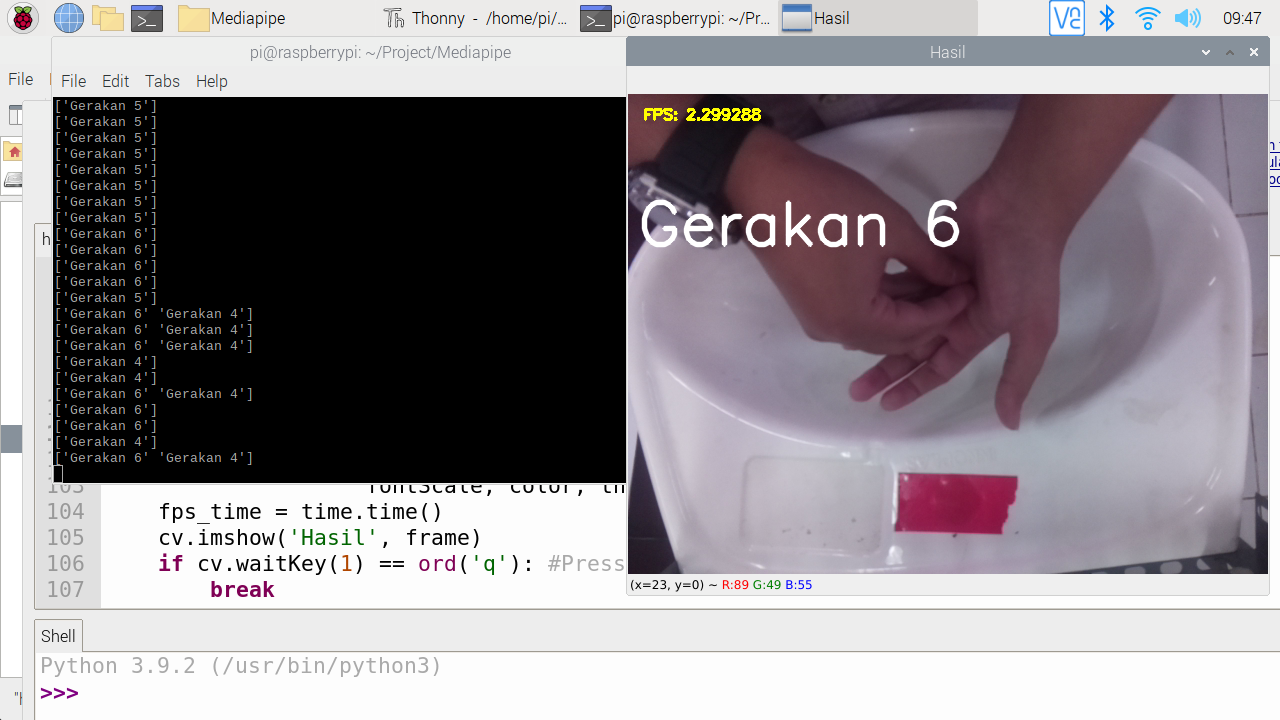 Mediapipe
Thonny - /home/pi/...
pi@raspberrypi: ~/Pr...
Hasil
09:47
pi@raspberrypi: ~/Project/Mediapipe
Hasil
File
File Edit Tabs Help
['Gerakan 5']
['Gerakan 5']
['Gerakan 5']
['Gerakan 5']
['Gerakan 5']
['Gerakan 5']
['Gerakan 5']
['Gerakan 5']
['Gerakan 6']
['Gerakan 6']
['Gerakan 6']
['Gerakan 6']
['Gerakan 5']
['Gerakan 6' 'Gerakan 4']
['Gerakan 6' 'Gerakan 4']
['Gerakan 6' 'Gerakan 4']
['Gerakan 4']
['Gerakan 4']
['Gerakan 6' 'Gerakan 4']
['Gerakan 6']
['Gerakan 6']
['Gerakan 4']
['Gerakan 6' 'Gerakan 4']
FPS: 2.299288
Gerakan 6
(x=23, y=0) ~ R:89 G:49 B:55
103 fontScale, color, th
104 fps_time = time.time()
105 cv.imshow('Hasil', frame)
106 if cv.waitKey(1) == ord('q'): #Press
107 break
Shell
Python 3.9.2 (/usr/bin/python3)
>>>